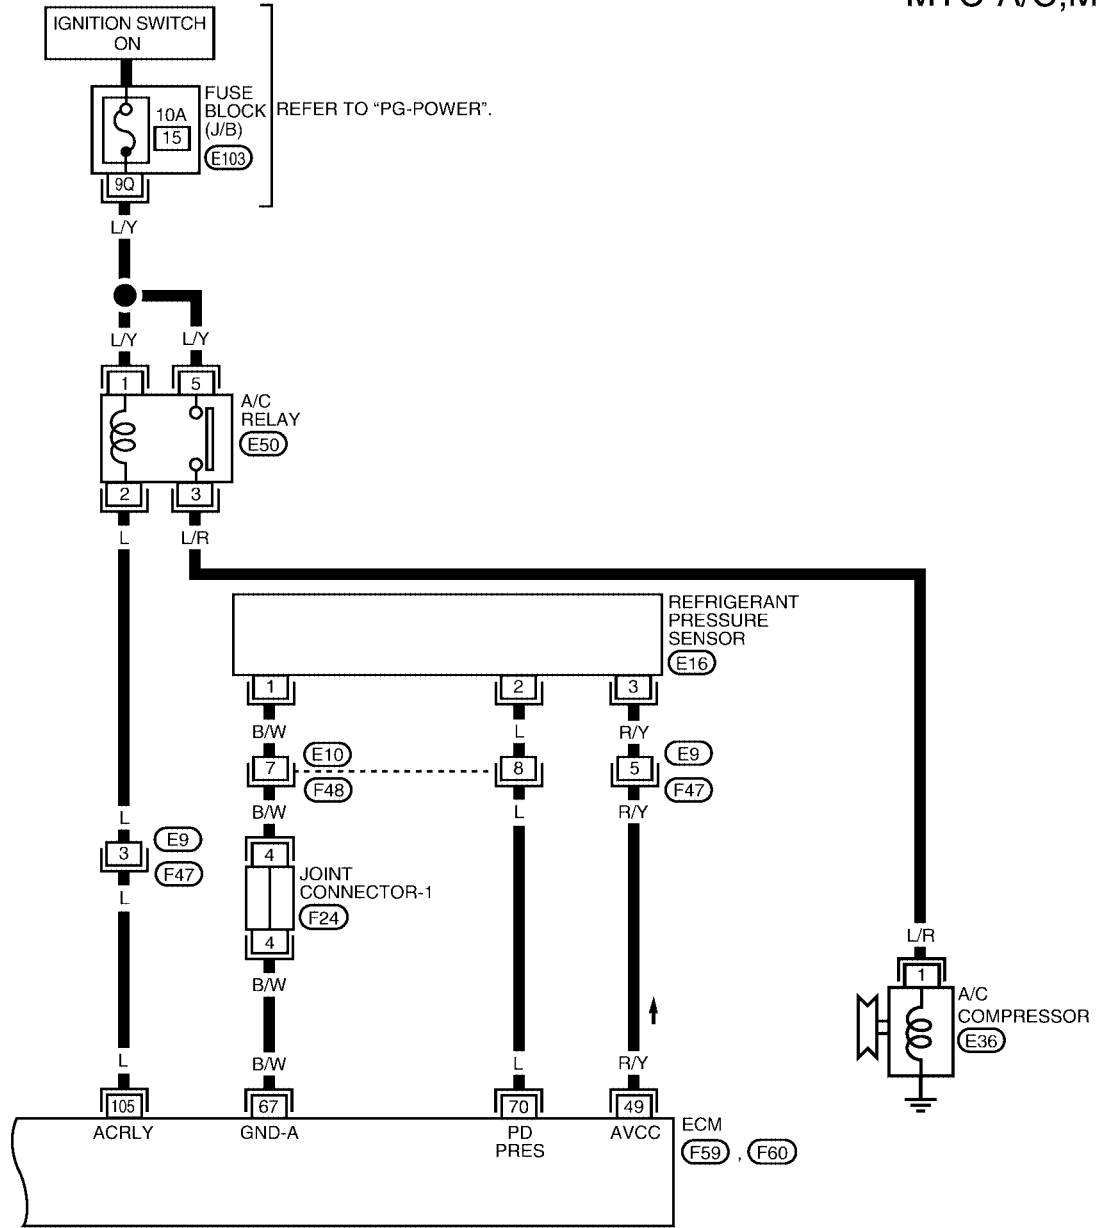 MTC-A/C,M
IGNITION SWITCH
ON
FUSE
BLOCK
(J/B)
REFER TO “PG-POWER”.
10A
15
E103
9Q
L/Y
L/Y
L/Y
1
5
A/C
RELAY
E50
2
3
L
L/R
REFRIGERANT
PRESSURE
SENSOR
E16
1
2
3
B/W
L
R/Y
7
E10
F48
8
5
E9
F47
B/W
L
R/Y
L
3
E9
F47
L
4
JOINT
CONNECTOR-1
F24
4
B/W
L/R
1
A/C
COMPRESSOR
E36
L
B/W
L
R/Y
105
67
70
49
ACRLY
GND-A
PD
PRES
AVCC
ECM
F59 , F60